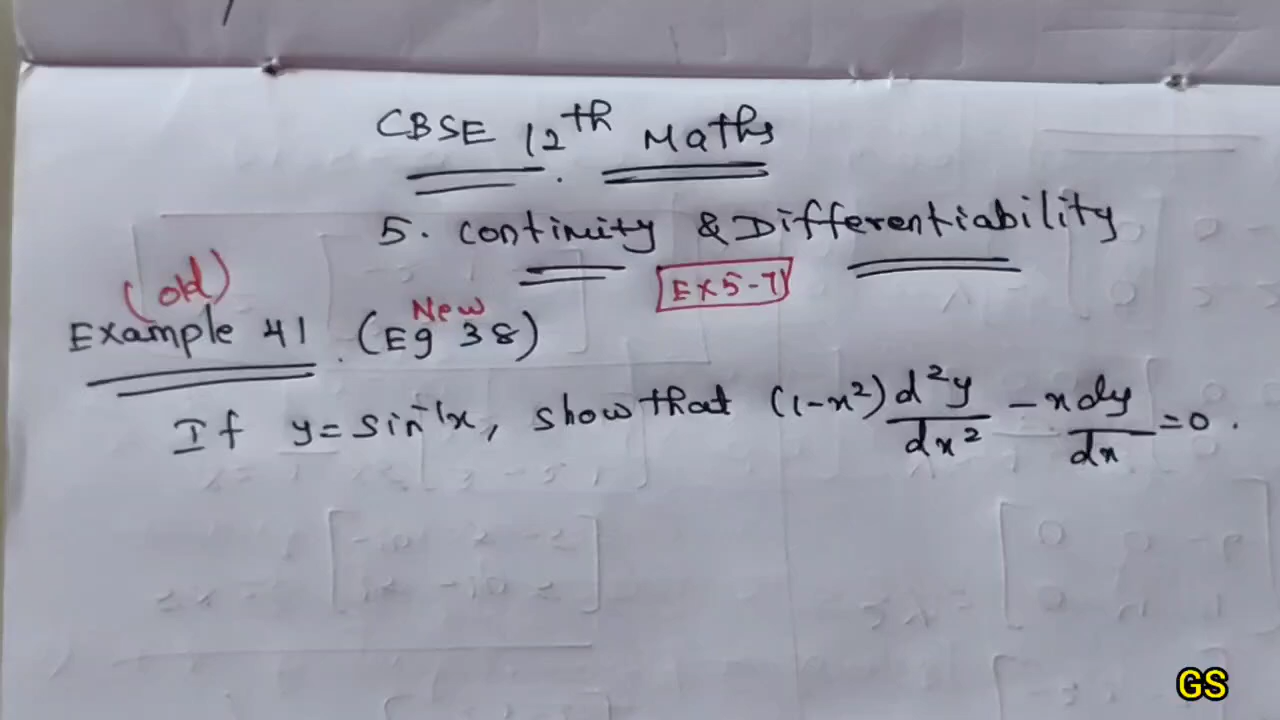 CBSE 12th Maths
5. Continuity & Differentiability
(old) New EX5-7
Example 41. (Eg 38)
If y = sin⁻¹x, show that (1-x²) d²y/dx² - x dy/dx = 0.
GS